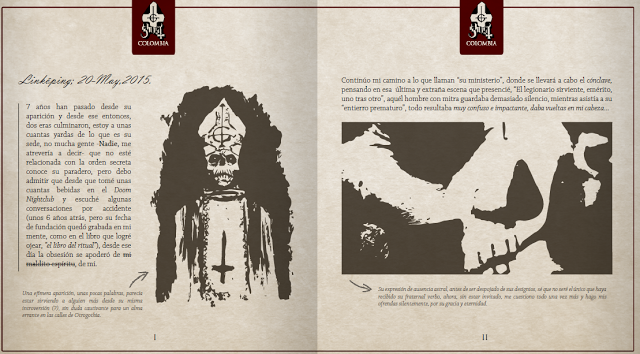 Ghost
COLOMBIA
Linköping; 20-May,2015.
7 años han pasado desde su
aparición y desde ese entonces,
dos eras culminaron, estoy a unas
cuantas yardas de lo que es su
sede, no mucha gente -Nadie, me
atrevería a decir- que no esté
relacionada con la orden secreta
conoce su paradero, pero debo
admitir que desde que tomé unas
cuantas bebidas en el Doom
Nightclub y escuché algunas
conversaciones por accidente
(unos 6 años atrás, pero su fecha
de fundación quedó grabada en mi
mente, como en el libro que logré
ojear, "el libro del ritual"), desde ese
día la obsesión se apoderó de mi
maldito espíritu, de mí.
Una efímera aparición, unas pocas palabras, parecía
estar sirviendo a alguien más desde su misma
introversión (?), sin duda cautivante para un alma
errante en las calles de Östergötland.
I
Ghost
COLOMBIA
Continúo mi camino a lo que llaman "su ministerio", donde se llevará a cabo el cónclave,
pensando en esa última y extraña escena que presencié, "El legionario sirviente, emérito,
uno tras otro", aquél hombre con mitra guardaba demasiado silencio, mientras asistía a su
"entierro prematuro", todo resultaba muy confuso e impactante, daba vueltas en mi cabeza...
Su expresión de ausencia astral, antes de ser despojado de sus designios, sé que no seré el único que haya
recibido su fraternal verbo, ahora, sin estar invitado, me cuestiono todo una vez más y hago mis
ofrendas silenciosamente, por su gracia y eternidad.
II